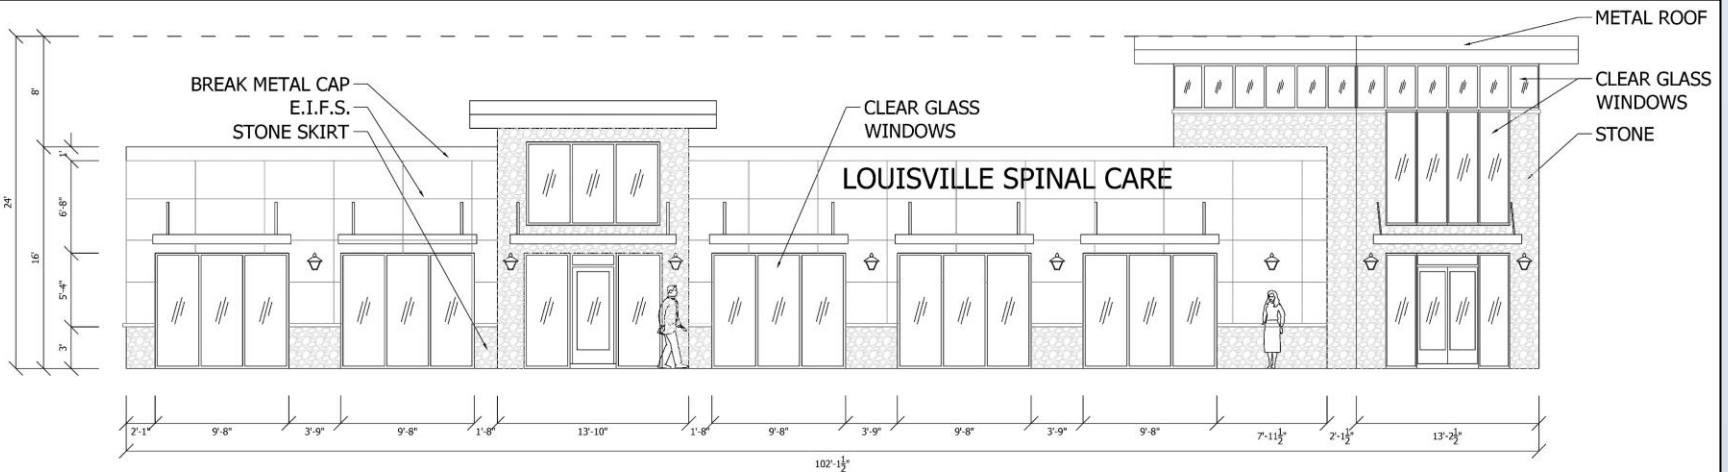 METAL ROOF
BREAK METAL CAP
E.I.F.S.
STONE SKIRT
CLEAR GLASS
WINDOWS
CLEAR GLASS
WINDOWS
STONE
LOUISVILLE SPINAL CARE
24'
8'
16'
1'
6'-8"
5'-4"
3'
2'-1"
9'-8"
3'-9"
9'-8"
1'-8"
13'-10"
1'-8"
9'-8"
3'-9"
9'-8"
3'-9"
9'-8"
7'-11½"
2'-1½"
13'-2½"
102'-1½"